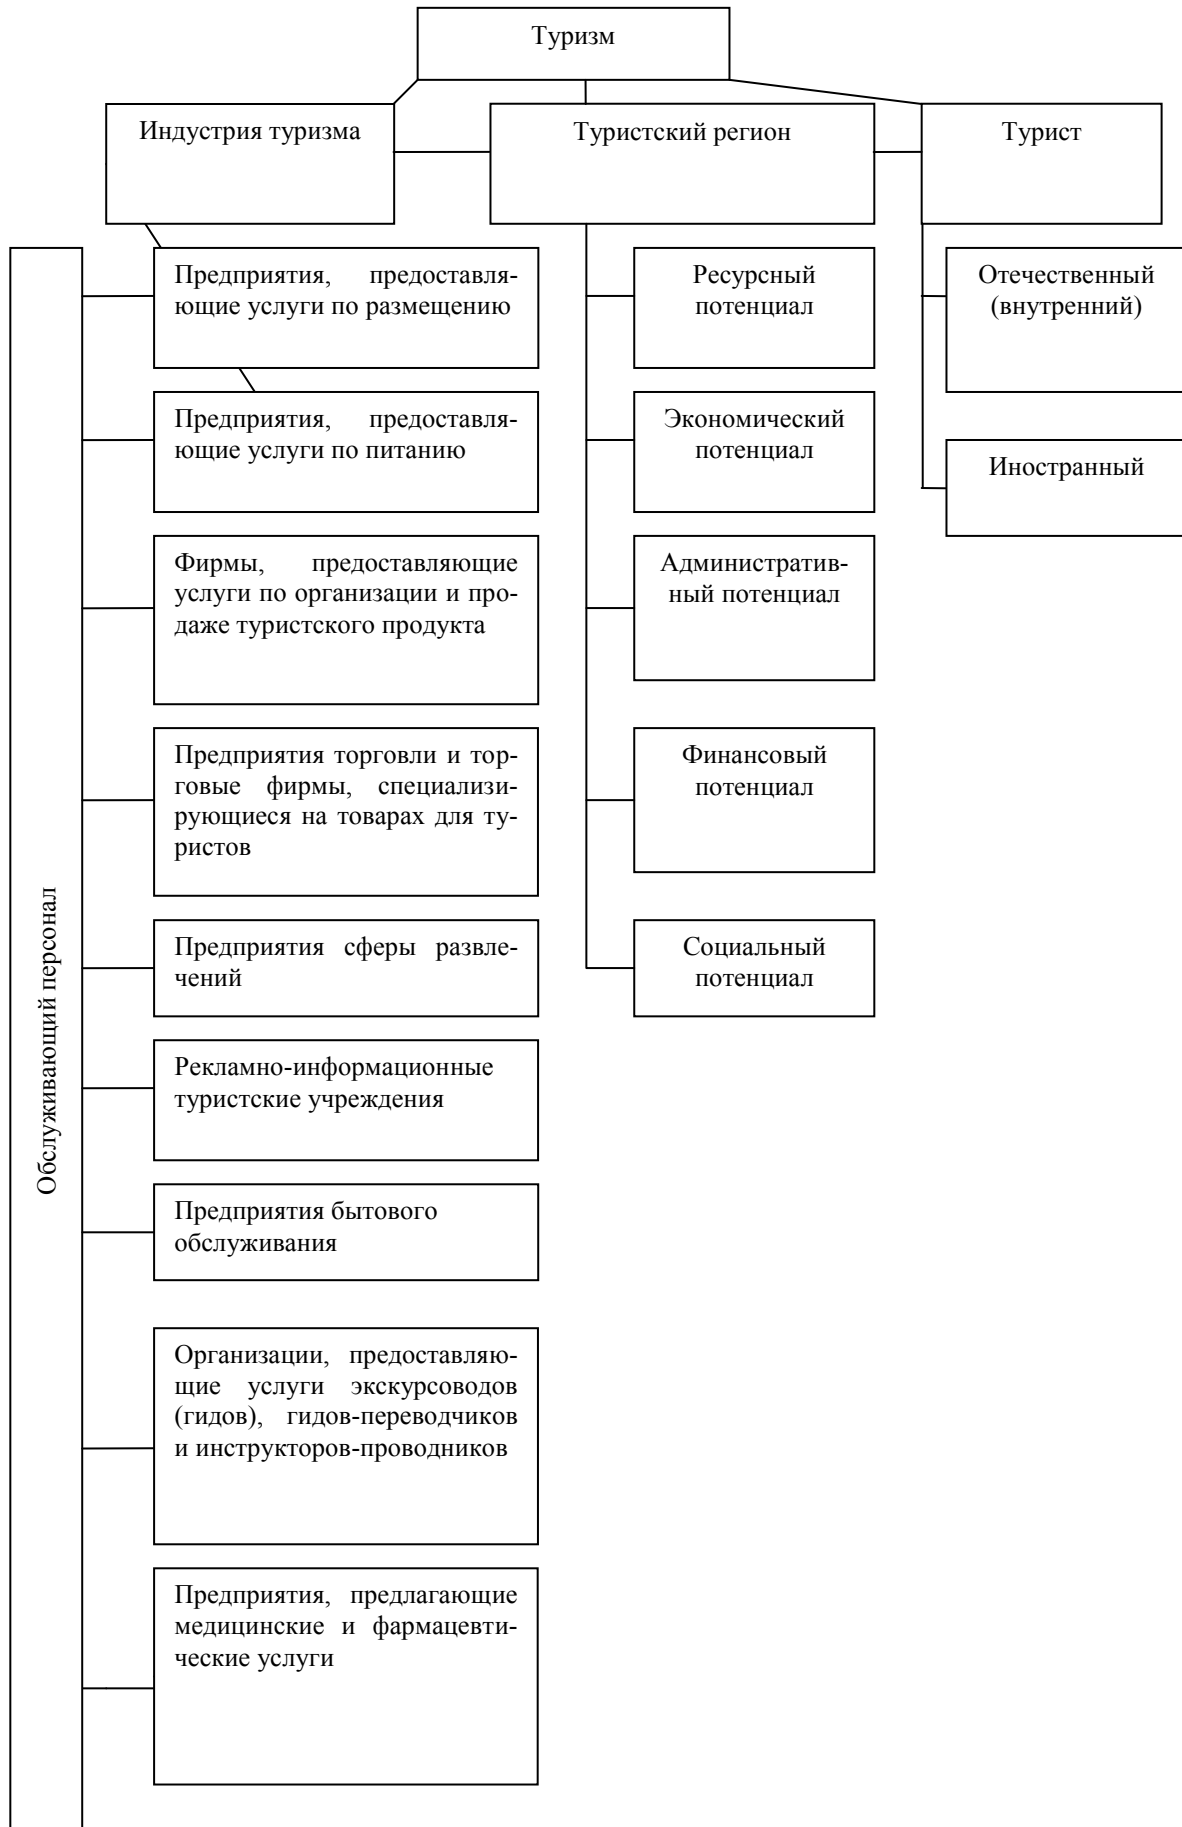 Туризм
Индустрия туризма
Туристский регион
Турист
Обслуживающий персонал
Предприятия, предоставля-
ющие услуги по размещению
Предприятия, предоставля-
ющие услуги по питанию
Фирмы, предоставляющие
услуги по организации и про-
даже туристского продукта
Предприятия торговли и тор-
говые фирмы, специализи-
рующиеся на товарах для ту-
ристов
Предприятия сферы развле-
чений
Рекламно-информационные
туристские учреждения
Предприятия бытового
обслуживания
Организации, предоставляю-
щие услуги экскурсоводов
(гидов), гидов-переводчиков
и инструкторов-проводников
Предприятия, предлагающие
медицинские и фармацевти-
ческие услуги
Ресурсный
потенциал
Экономический
потенциал
Административ-
ный потенциал
Финансовый
потенциал
Социальный
потенциал
Отечественный
(внутренний)
Иностранный